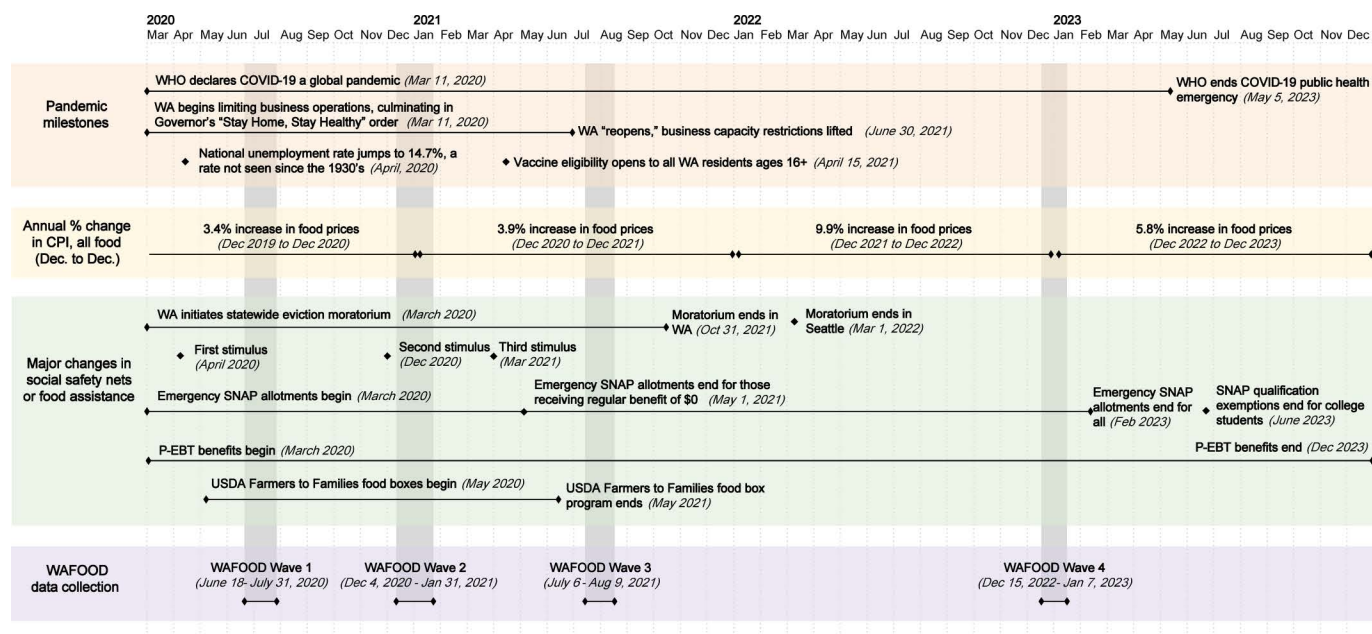 2020 2021 2022 2023
Mar Apr May Jun Jul Aug Sep Oct Nov Dec Jan Feb Mar Apr May Jun Jul Aug Sep Oct Nov Dec Jan Feb Mar Apr May Jun Jul Aug Sep Oct Nov Dec Jan Feb Mar Apr May Jun Jul Aug Sep Oct Nov Dec
Pandemic
milestones
WHO declares COVID-19 a global pandemic (Mar 11, 2020)
WHO ends COVID-19 public health
emergency (May 5, 2023)
WA begins limiting business operations, culminating in
Governor's "Stay Home, Stay Healthy" order (Mar 11, 2020)
WA "reopens," business capacity restrictions lifted (June 30, 2021)
National unemployment rate jumps to 14.7%, a
rate not seen since the 1930's (April, 2020)
Vaccine eligibility opens to all WA residents ages 16+ (April 15, 2021)
Annual % change
in CPI, all food
(Dec. to Dec.)
3.4% increase in food prices
(Dec 2019 to Dec 2020)
3.9% increase in food prices
(Dec 2020 to Dec 2021)
9.9% increase in food prices
(Dec 2021 to Dec 2022)
5.8% increase in food prices
(Dec 2022 to Dec 2023)
Major changes in
social safety nets
or food assistance
WA initiates statewide eviction moratorium (March 2020)
Moratorium ends in
WA (Oct 31, 2021)
Moratorium ends in
Seattle (Mar 1, 2022)
First stimulus
(April 2020)
Second stimulus
(Dec 2020)
Third stimulus
(Mar 2021)
Emergency SNAP allotments begin (March 2020)
Emergency SNAP allotments end for those
receiving regular benefit of $0 (May 1, 2021)
Emergency SNAP
allotments end for
all (Feb 2023)
SNAP qualification
exemptions end for college
students (June 2023)
P-EBT benefits begin (March 2020)
P-EBT benefits end (Dec 2023)
USDA Farmers to Families food boxes begin (May 2020)
USDA Farmers to Families food box
program ends (May 2021)
WAFOOD
data collection
WAFOOD Wave 1
(June 18- July 31, 2020)
WAFOOD Wave 2
(Dec 4, 2020 - Jan 31, 2021)
WAFOOD Wave 3
(July 6 - Aug 9, 2021)
WAFOOD Wave 4
(Dec 15, 2022- Jan 7, 2023)